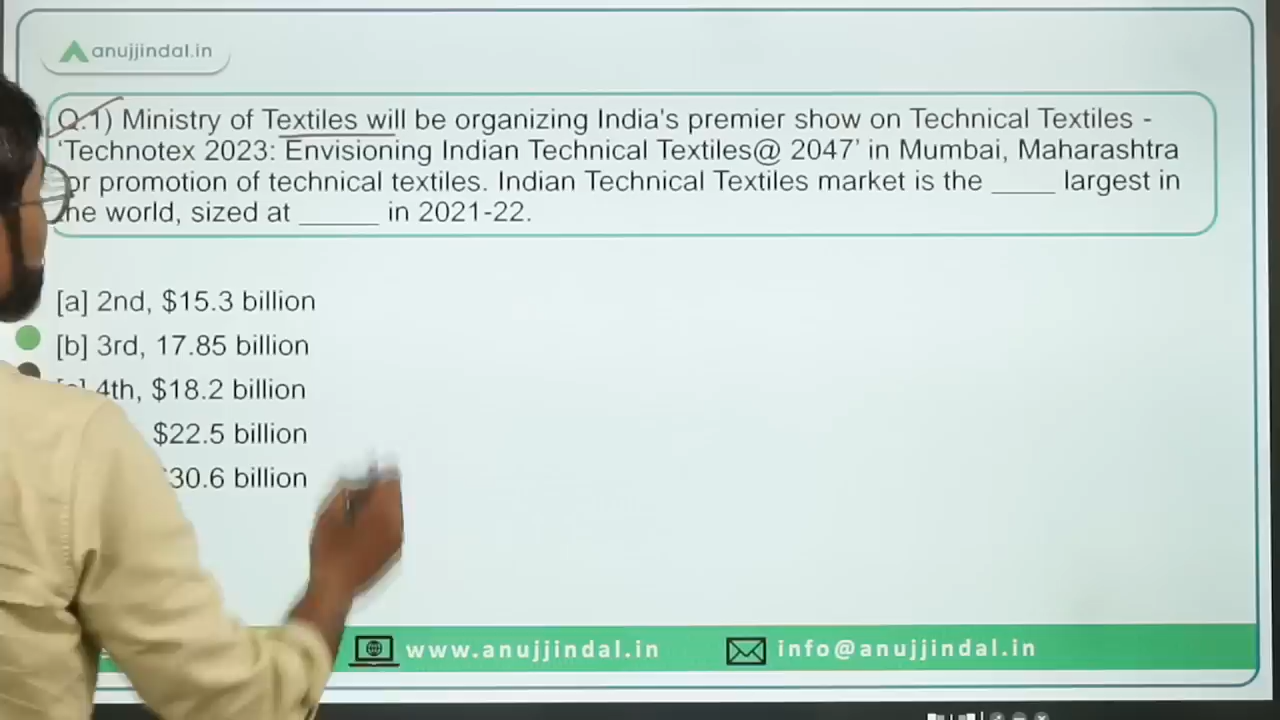 anujjindal.in
Q.1) Ministry of Textiles will be organizing India's premier show on Technical Textiles -
‘Technotex 2023: Envisioning Indian Technical Textiles@ 2047’ in Mumbai, Maharashtra
or promotion of technical textiles. Indian Technical Textiles market is the ____ largest in
he world, sized at ______ in 2021-22.
[a] 2nd, $15.3 billion
[b] 3rd, 17.85 billion
4th, $18.2 billion
$22.5 billion
30.6 billion
www.anujjindal.in
info@anujjindal.in